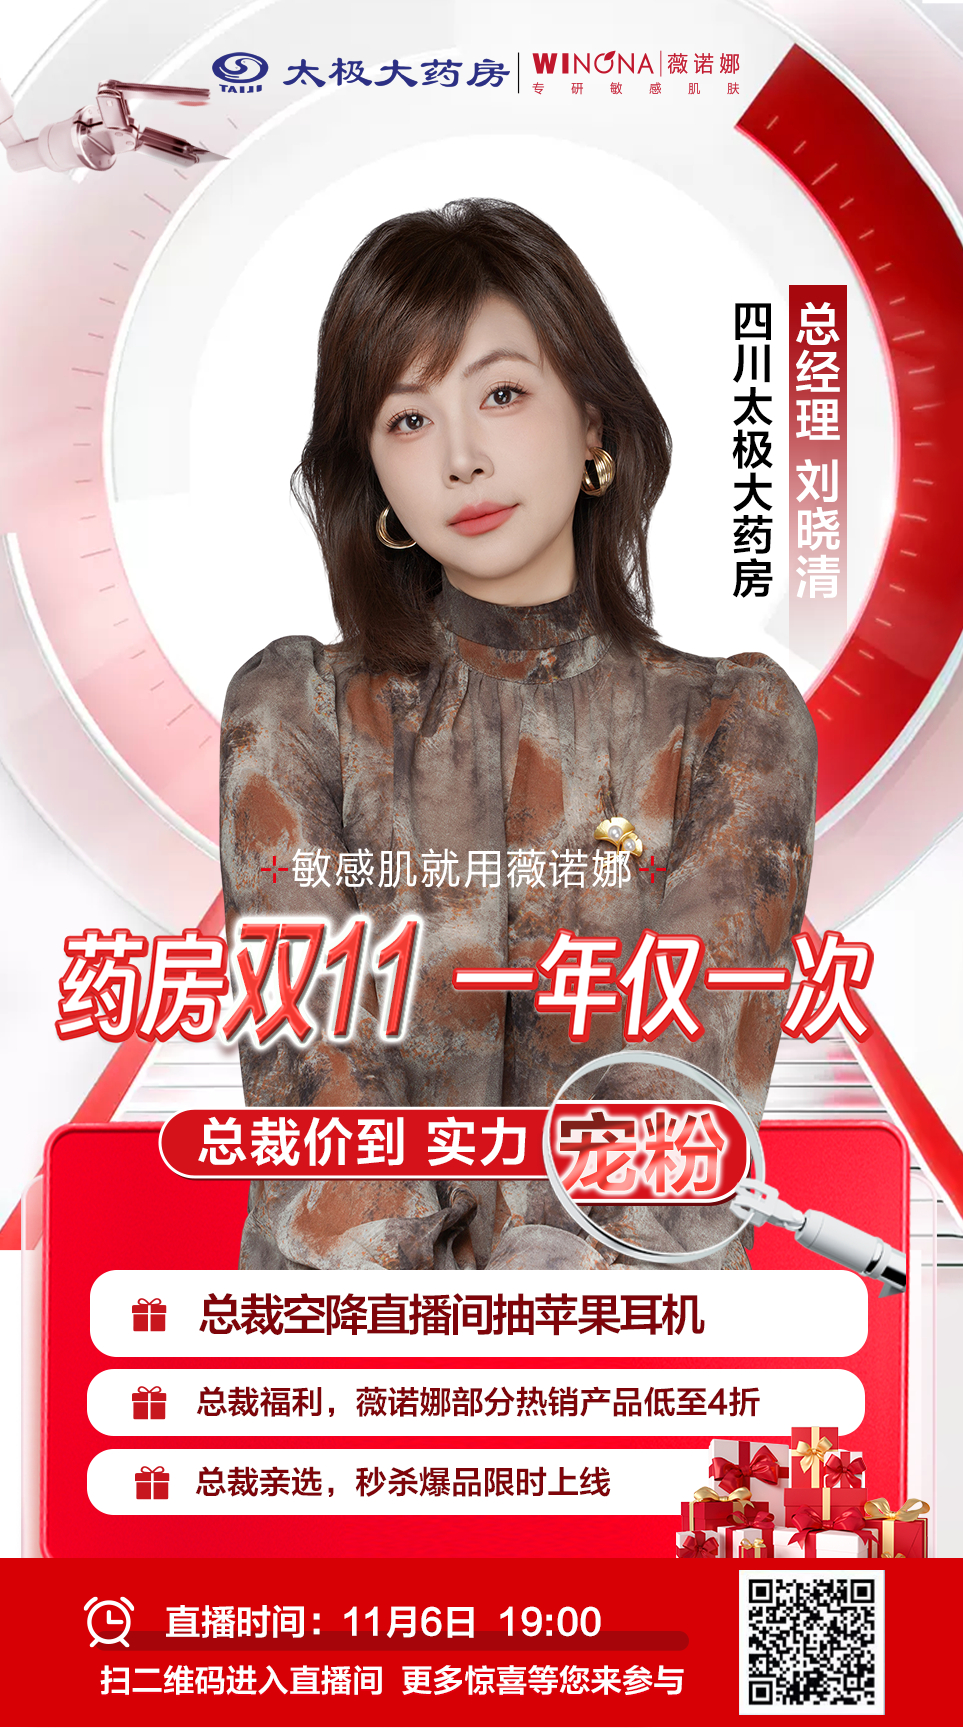 TAIJI
太极大药房
WINONA 薇诺娜
专研敏感肌肤
四川太极大药房
总经理 刘晓清
敏感肌就用薇诺娜
药房双11 一年仅一次
总裁价到 实力宠粉
总裁空降直播间抽苹果耳机
总裁福利，薇诺娜部分热销产品低至4折
总裁亲选，秒杀爆品限时上线
直播时间：11月6日 19:00
扫二维码进入直播间 更多惊喜等您来参与